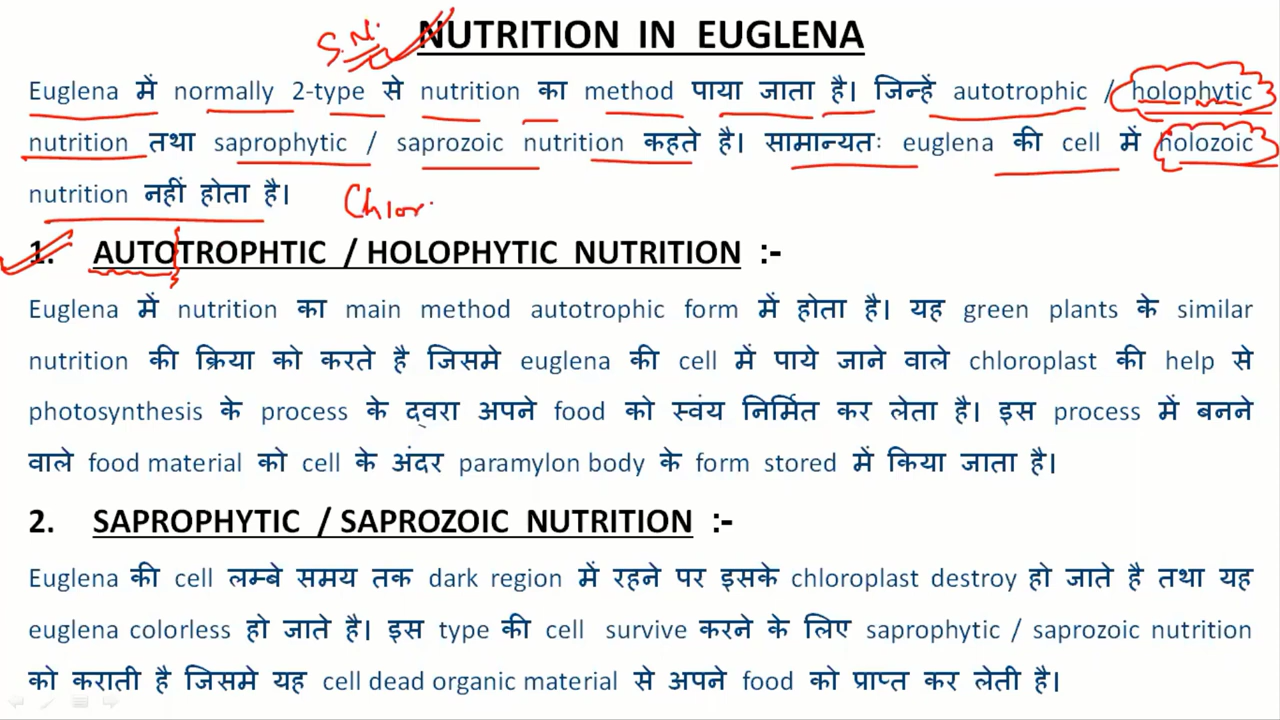 S.N.
NUTRITION IN EUGLENA
Euglena में normally 2-type से nutrition का method पाया जाता है। जिन्हें autotrophic / holophytic
nutrition तथा saprophytic / saprozoic nutrition कहते है। सामान्यतः euglena की cell में holozoic
nutrition नहीं होता है।
Chlor.
1. AUTOTROPHTIC / HOLOPHYTIC NUTRITION :-
Euglena में nutrition का main method autotrophic form में होता है। यह green plants के similar
nutrition की क्रिया को करते है जिसमे euglena की cell में पाये जाने वाले chloroplast की help से
photosynthesis के process के द्वरा अपने food को स्वंय निर्मित कर लेता है। इस process में बनने
वाले food material को cell के अंदर paramylon body के form stored में किया जाता है।
2. SAPROPHYTIC / SAPROZOIC NUTRITION :-
Euglena की cell लम्बे समय तक dark region में रहने पर इसके chloroplast destroy हो जाते है तथा यह
euglena colorless हो जाते है। इस type की cell survive करने के लिए saprophytic / saprozoic nutrition
को कराती है जिसमे यह cell dead organic material से अपने food को प्राप्त कर लेती है।